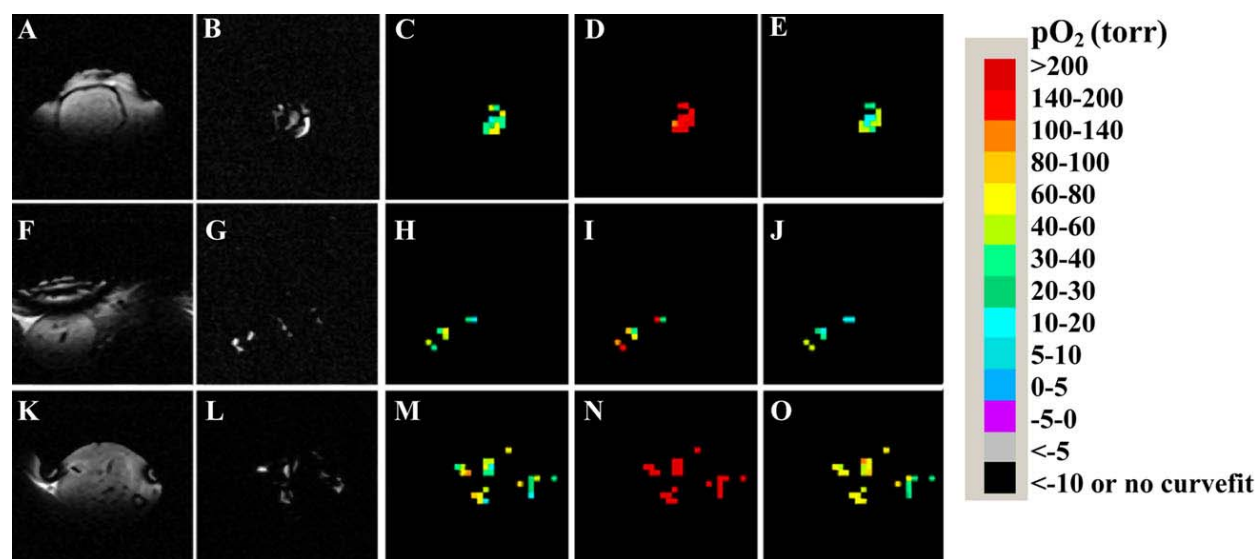 A B C D E
F G H I J
K L M N O
pO₂ (torr)
>200
140-200
100-140
80-100
60-80
40-60
30-40
20-30
10-20
5-10
0-5
-5-0
<-5
<-10 or no curvefit